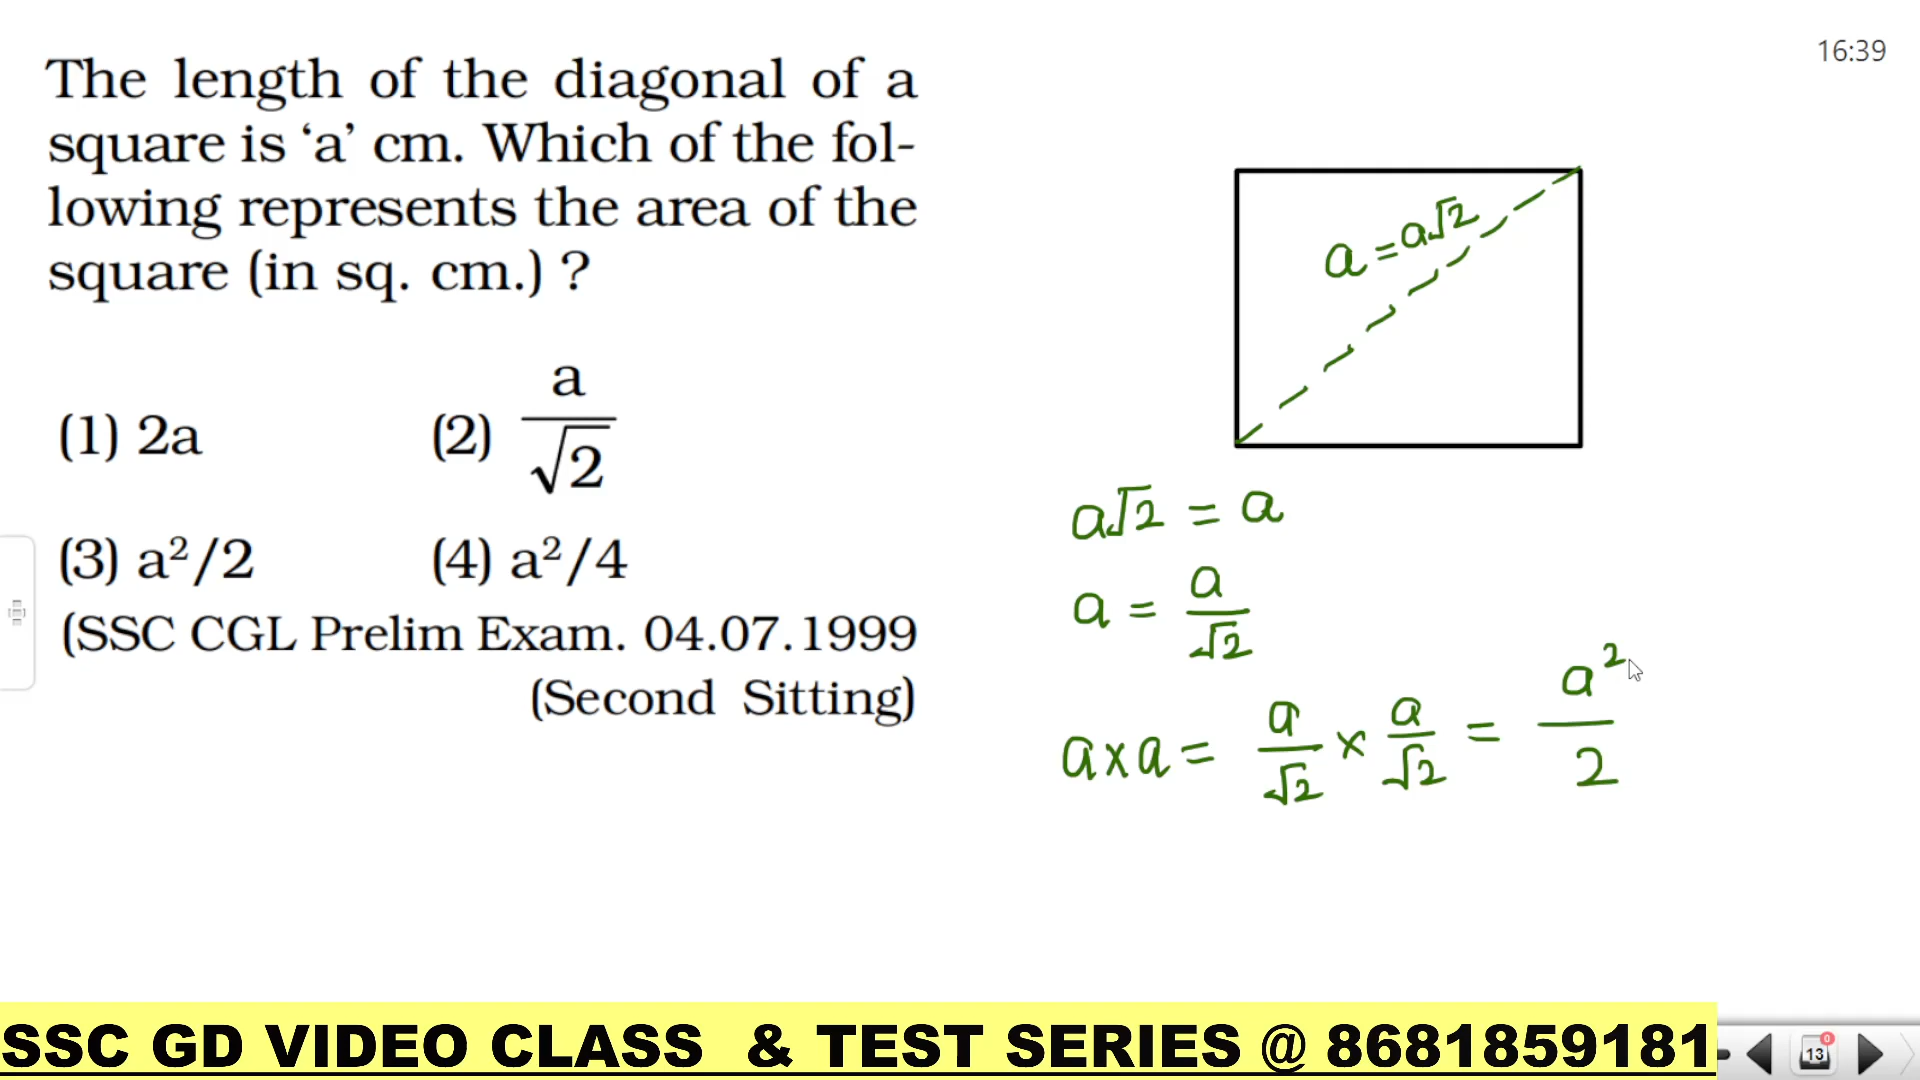 16:39
The length of the diagonal of a
square is ‘a’ cm. Which of the fol-
lowing represents the area of the
square (in sq. cm.) ?
(1) 2a (2) a/√2
(3) a²/2 (4) a²/4
(SSC CGL Prelim Exam. 04.07.1999
(Second Sitting)
a = a√2
a√2 = a
a = a/√2
a×a = a/√2 × a/√2 = a²/2
SSC GD VIDEO CLASS & TEST SERIES @ 8681859181
13
0